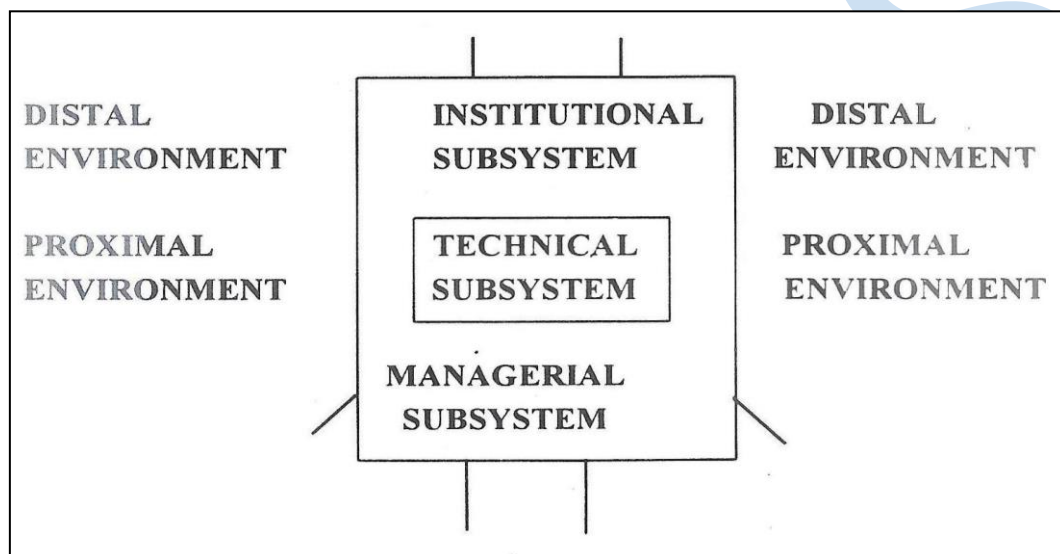 DISTAL
ENVIRONMENT
INSTITUTIONAL
SUBSYSTEM
DISTAL
ENVIRONMENT
PROXIMAL
ENVIRONMENT
TECHNICAL
SUBSYSTEM
PROXIMAL
ENVIRONMENT
MANAGERIAL
SUBSYSTEM